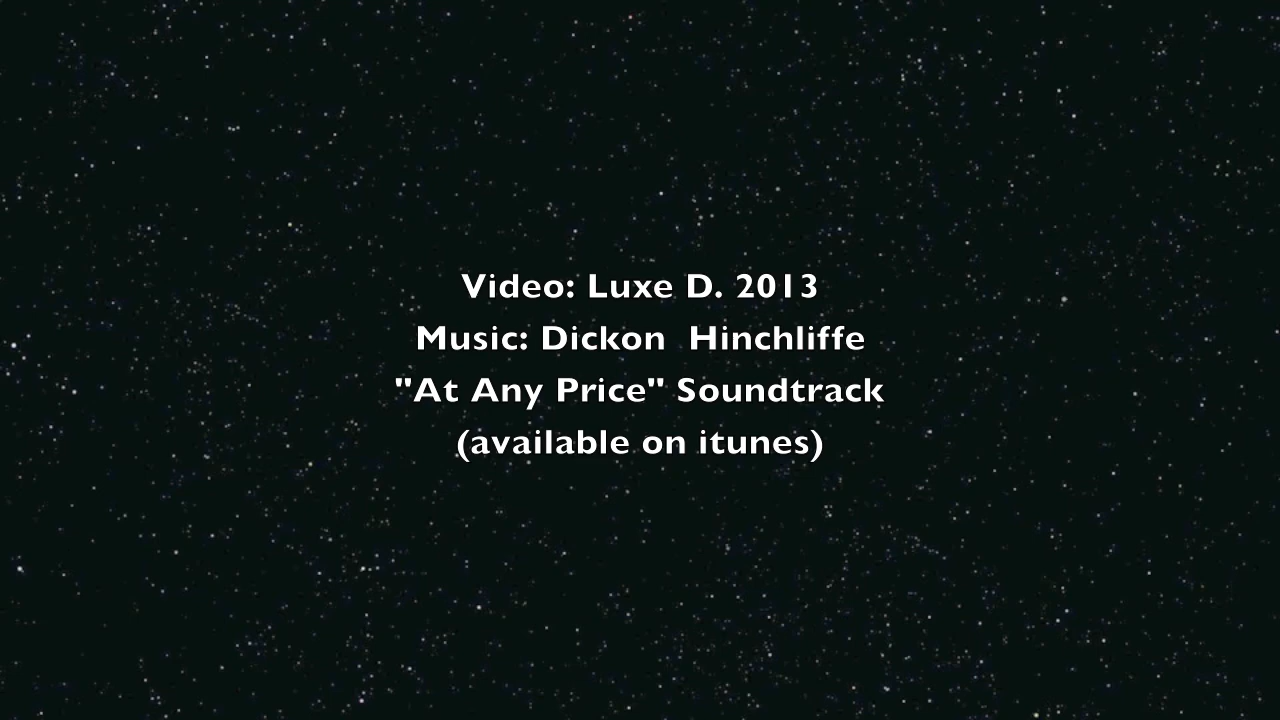 Video: Luxe D. 2013
Music: Dickon  Hinchliffe
"At Any Price" Soundtrack
(available on itunes)